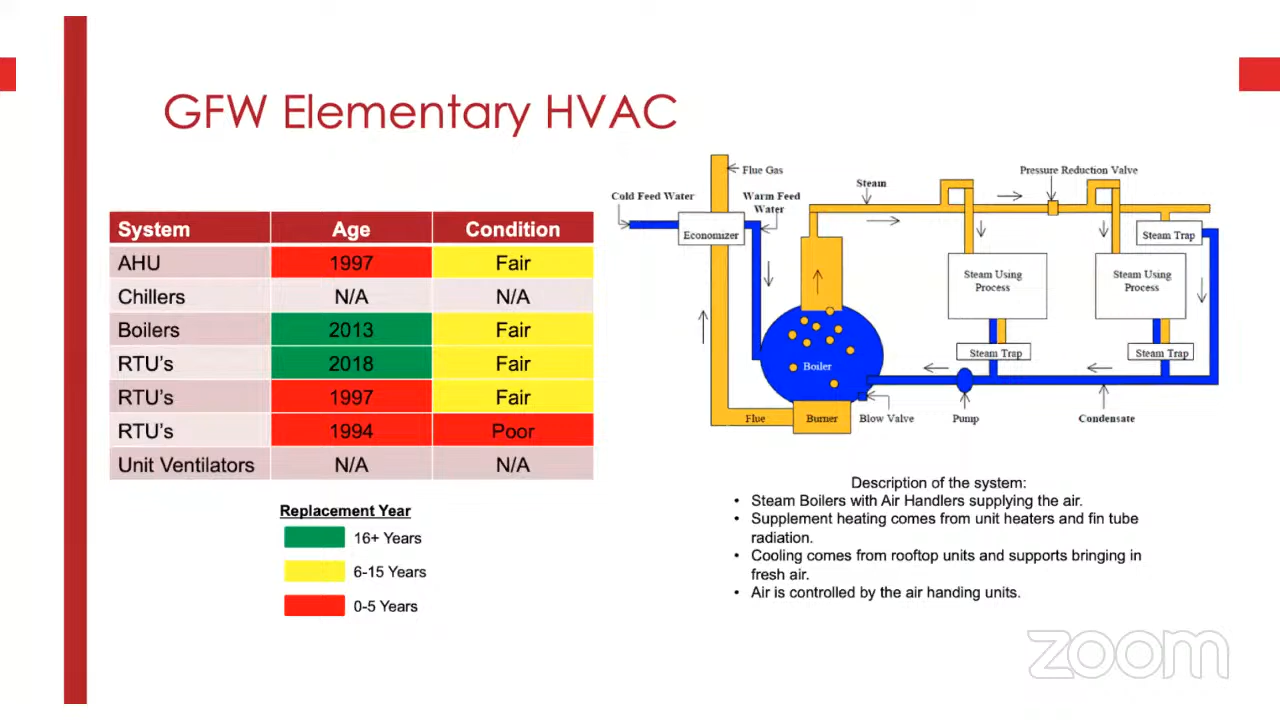 GFW Elementary HVAC
System Age Condition
AHU 1997 Fair
Chillers N/A N/A
Boilers 2013 Fair
RTU's 2018 Fair
RTU's 1997 Fair
RTU's 1994 Poor
Unit Ventilators N/A N/A
Replacement Year
16+ Years
6-15 Years
0-5 Years
Flue Gas
Pressure Reduction Valve
Steam
Cold Feed Water
Warm Feed
Water
Economizer
Steam Trap
Steam Using
Process
Steam Using
Process
Steam Trap
Steam Trap
Boiler
Flue
Burner
Blow Valve
Pump
Condensate
Description of the system:
• Steam Boilers with Air Handlers supplying the air.
• Supplement heating comes from unit heaters and fin tube
radiation.
• Cooling comes from rooftop units and supports bringing in
fresh air.
• Air is controlled by the air handing units.
zoom